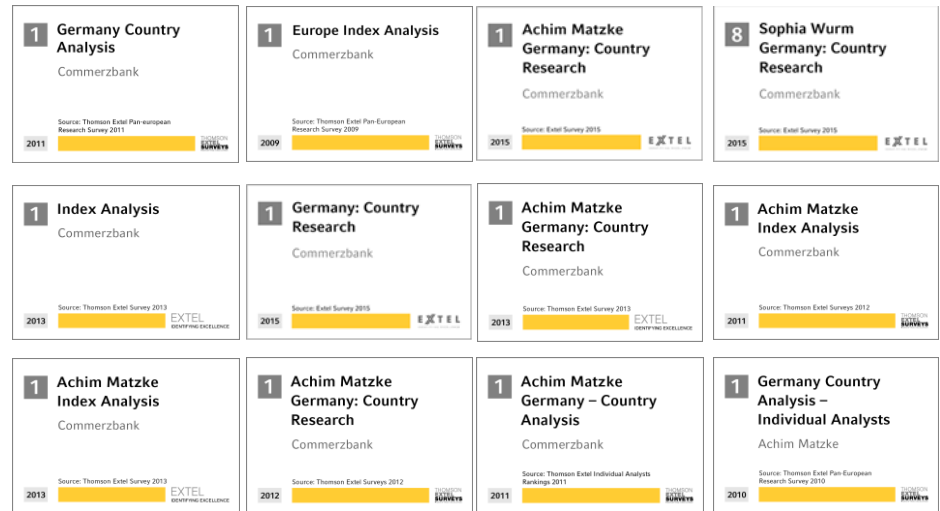 1
Germany Country
Analysis
Commerzbank
Source: Thomson Extel Pan-european
Research Survey 2011
2011
THOMSON
EXTEL
SURVEYS
1
Europe Index Analysis
Commerzbank
Source: Thomson Extel Pan-European
Research Survey 2009
2009
THOMSON
EXTEL
SURVEYS
1
Achim Matzke
Germany: Country
Research
Commerzbank
Source: Extel Survey 2015
2015
EXTEL
8
Sophia Wurm
Germany: Country
Research
Commerzbank
Source: Extel Survey 2015
2015
EXTEL
1
Index Analysis
Commerzbank
Source: Thomson Extel Survey 2013
2013
EXTEL
IDENTIFYING EXCELLENCE
1
Germany: Country
Research
Commerzbank
Source: Extel Survey 2015
2015
EXTEL
1
Achim Matzke
Germany: Country
Research
Commerzbank
Source: Thomson Extel Survey 2013
2013
EXTEL
IDENTIFYING EXCELLENCE
1
Achim Matzke
Index Analysis
Commerzbank
Source: Thomson Extel Surveys 2012
2011
THOMSON
EXTEL
SURVEYS
1
Achim Matzke
Index Analysis
Commerzbank
Source: Thomson Extel Survey 2013
2013
EXTEL
IDENTIFYING EXCELLENCE
1
Achim Matzke
Germany: Country
Research
Commerzbank
Source: Thomson Extel Surveys 2012
2012
THOMSON
EXTEL
SURVEYS
1
Achim Matzke
Germany – Country
Analysis
Commerzbank
Source: Thomson Extel Individual Analysts
Rankings 2011
2011
THOMSON
EXTEL
SURVEYS
1
Germany Country
Analysis –
Individual Analysts
Achim Matzke
Source: Thomson Extel Pan-European
Research Survey 2010
2010
THOMSON
EXTEL
SURVEYS